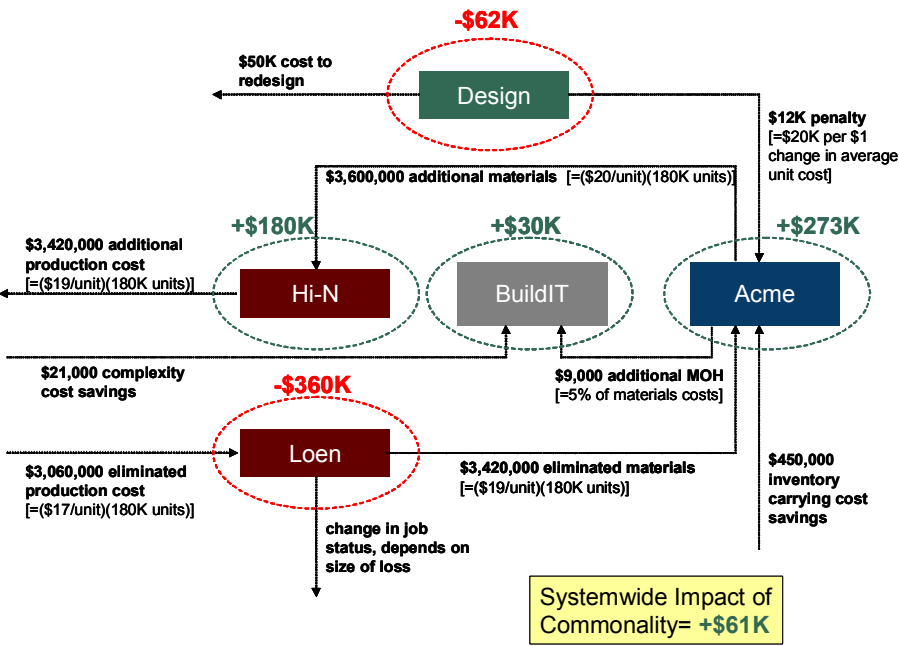 -$62K
$50K cost to
redesign
Design
$12K penalty
[=$20K per $1
change in average
unit cost]
$3,600,000 additional materials [=($20/unit)(180K units)]
+$180K
+$30K
+$273K
$3,420,000 additional
production cost
[=($19/unit)(180K units)]
Hi-N
BuildIT
Acme
$21,000 complexity
cost savings
$9,000 additional MOH
[=5% of materials costs]
-$360K
Loen
$3,060,000 eliminated
production cost
[=($17/unit)(180K units)]
$3,420,000 eliminated materials
[=($19/unit)(180K units)]
$450,000
inventory
carrying cost
savings
change in job
status, depends on
size of loss
Systemwide Impact of
Commonality= +$61K